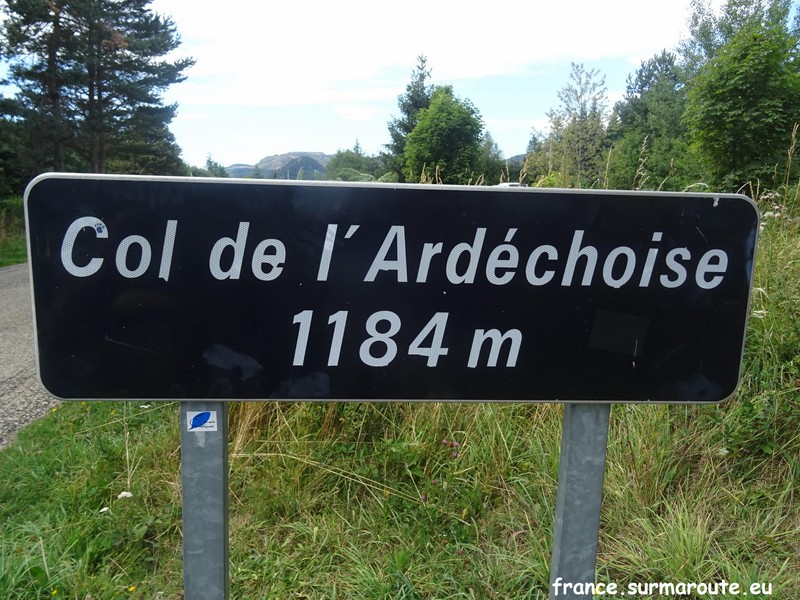 Col de l'Ardéchoise
1184 m
france.surmaroute.eu